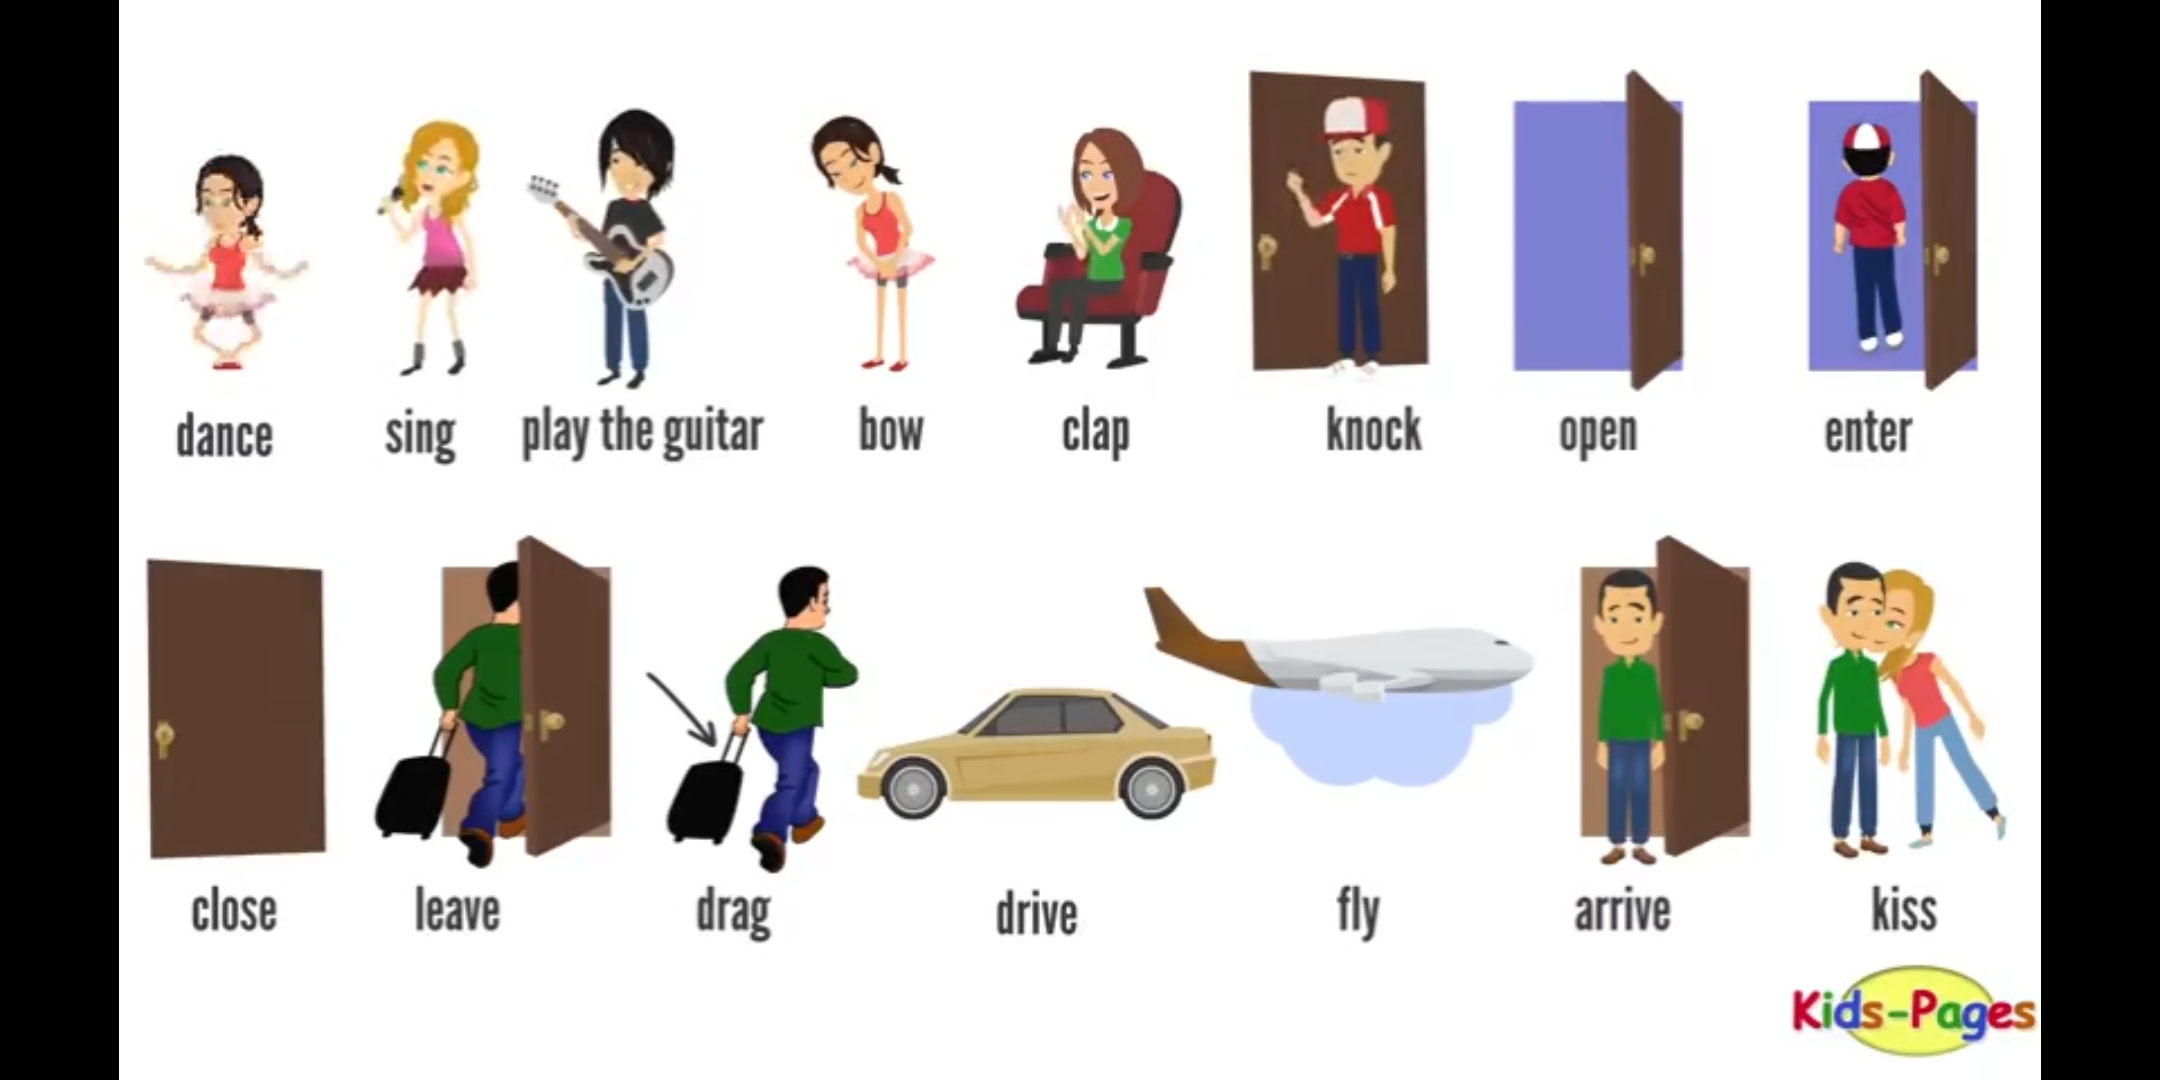 dance sing play the guitar bow clap knock open enter
close leave drag drive fly arrive kiss
Kids-Pages